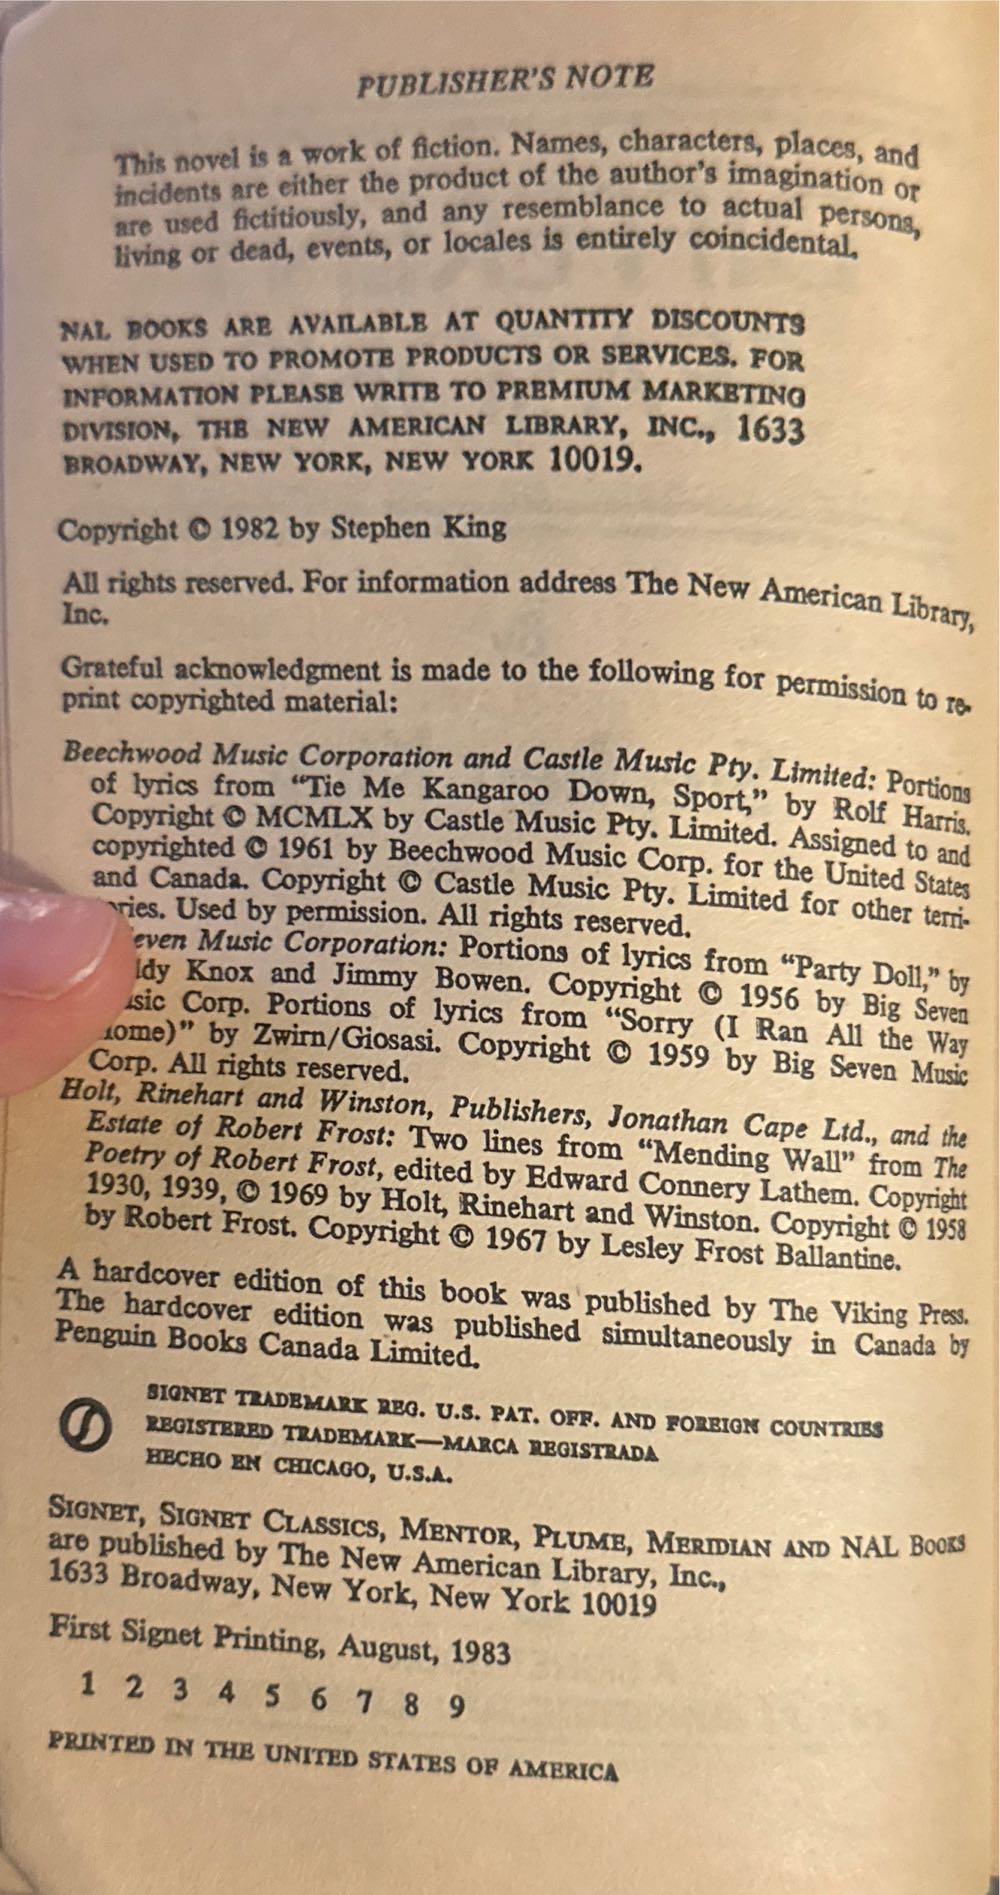 PUBLISHER'S NOTE
This novel is a work of fiction. Names, characters, places, and
incidents are either the product of the author's imagination or
are used fictitiously, and any resemblance to actual persons,
living or dead, events, or locales is entirely coincidental.
NAL BOOKS ARE AVAILABLE AT QUANTITY DISCOUNTS
WHEN USED TO PROMOTE PRODUCTS OR SERVICES. FOR
INFORMATION PLEASE WRITE TO PREMIUM MARKETING
DIVISION, THE NEW AMERICAN LIBRARY, INC., 1633
BROADWAY, NEW YORK, NEW YORK 10019.
Copyright © 1982 by Stephen King
All rights reserved. For information address The New American Library,
Inc.
Grateful acknowledgment is made to the following for permission to re-
print copyrighted material:
Beechwood Music Corporation and Castle Music Pty. Limited: Portions
of lyrics from "Tie Me Kangaroo Down, Sport," by Rolf Harris.
Copyright © MCMLX by Castle Music Pty. Limited. Assigned to and
copyrighted © 1961 by Beechwood Music Corp. for the United States
and Canada. Copyright © Castle Music Pty. Limited for other terri-
ries. Used by permission. All rights reserved.
even Music Corporation: Portions of lyrics from "Party Doll," by
ldy Knox and Jimmy Bowen. Copyright © 1956 by Big Seven
sic Corp. Portions of lyrics from "Sorry (I Ran All the Way
ome)" by Zwirn/Giosasi. Copyright © 1959 by Big Seven Music
Corp. All rights reserved.
Holt, Rinehart and Winston, Publishers, Jonathan Cape Ltd., and the
Estate of Robert Frost: Two lines from "Mending Wall" from The
Poetry of Robert Frost, edited by Edward Connery Lathem. Copyright
1930, 1939, © 1969 by Holt, Rinehart and Winston. Copyright © 1958
by Robert Frost. Copyright © 1967 by Lesley Frost Ballantine.
A hardcover edition of this book was published by The Viking Press.
The hardcover edition was published simultaneously in Canada by
Penguin Books Canada Limited.
SIGNET TRADEMARK REG. U.S. PAT. OFF. AND FOREIGN COUNTRIES
REGISTERED TRADEMARK—MARCA REGISTRADA
HECHO EN CHICAGO, U.S.A.
SIGNET, SIGNET CLASSICS, MENTOR, PLUME, MERIDIAN AND NAL BOOKS
are published by The New American Library, Inc.,
1633 Broadway, New York, New York 10019
First Signet Printing, August, 1983
1 2 3 4 5 6 7 8 9
PRINTED IN THE UNITED STATES OF AMERICA